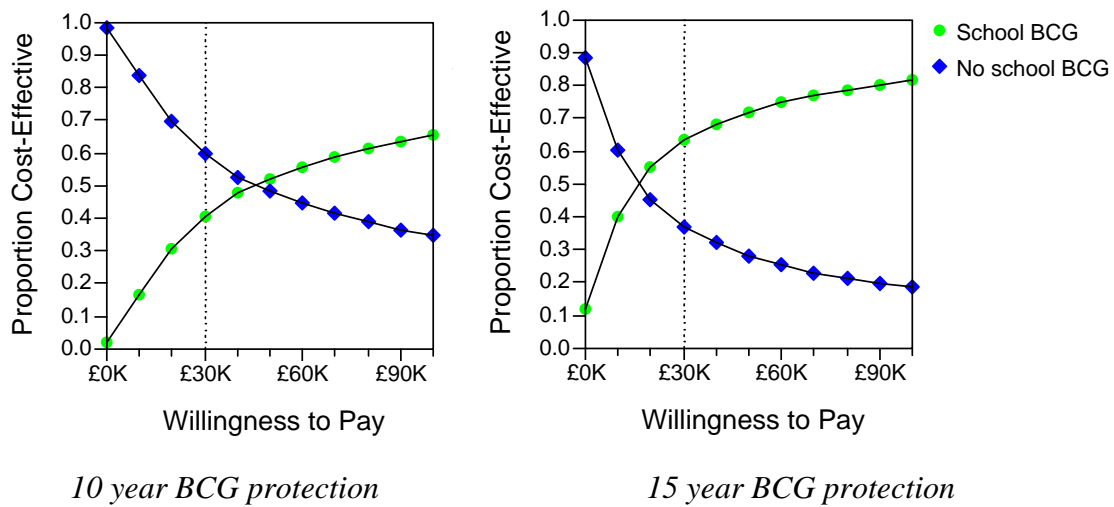 1.0
0.9
0.8
0.7
0.6
0.5
0.4
0.3
0.2
0.1
0.0
Proportion Cost-Effective
£0K £30K £60K £90K
Willingness to Pay
10 year BCG protection
1.0
0.9
0.8
0.7
0.6
0.5
0.4
0.3
0.2
0.1
0.0
Proportion Cost-Effective
£0K £30K £60K £90K
Willingness to Pay
15 year BCG protection
School BCG
No school BCG